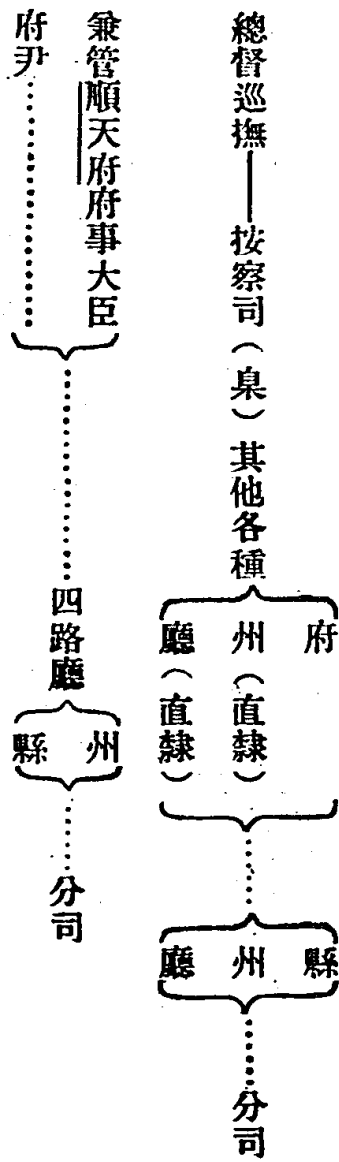 總督巡撫——按察司（臬）其他各種
府
州（直隸）
廳（直隸）
縣
州
廳
分司
兼管順天府府事大臣
府尹
四路廳
州
縣
分司